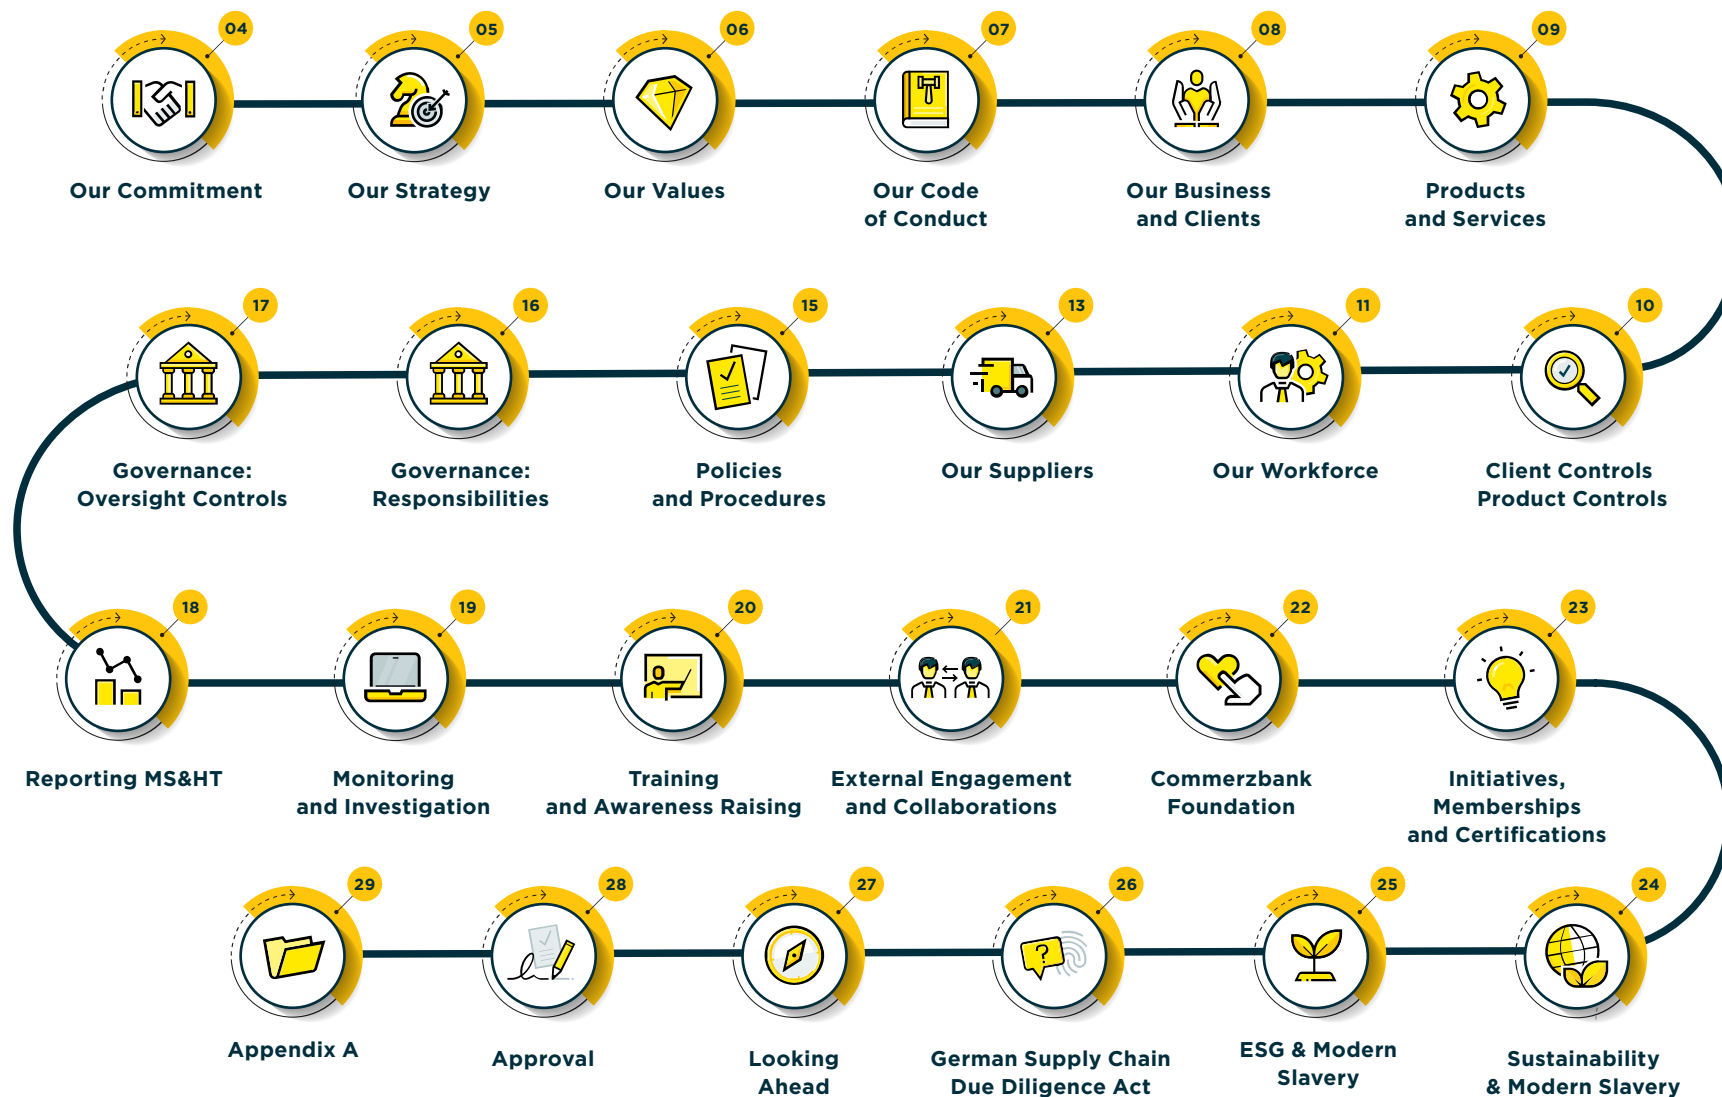 04
Our Commitment
05
Our Strategy
06
Our Values
07
Our Code
of Conduct
08
Our Business
and Clients
09
Products
and Services
17
Governance:
Oversight Controls
16
Governance:
Responsibilities
15
Policies
and Procedures
13
Our Suppliers
11
Our Workforce
10
Client Controls
Product Controls
18
Reporting MS&HT
19
Monitoring
and Investigation
20
Training
and Awareness Raising
21
External Engagement
and Collaborations
22
Commerzbank
Foundation
23
Initiatives,
Memberships
and Certifications
29
Appendix A
28
Approval
27
Looking
Ahead
26
?
German Supply Chain
Due Diligence Act
25
ESG & Modern
Slavery
24
Sustainability
& Modern Slavery